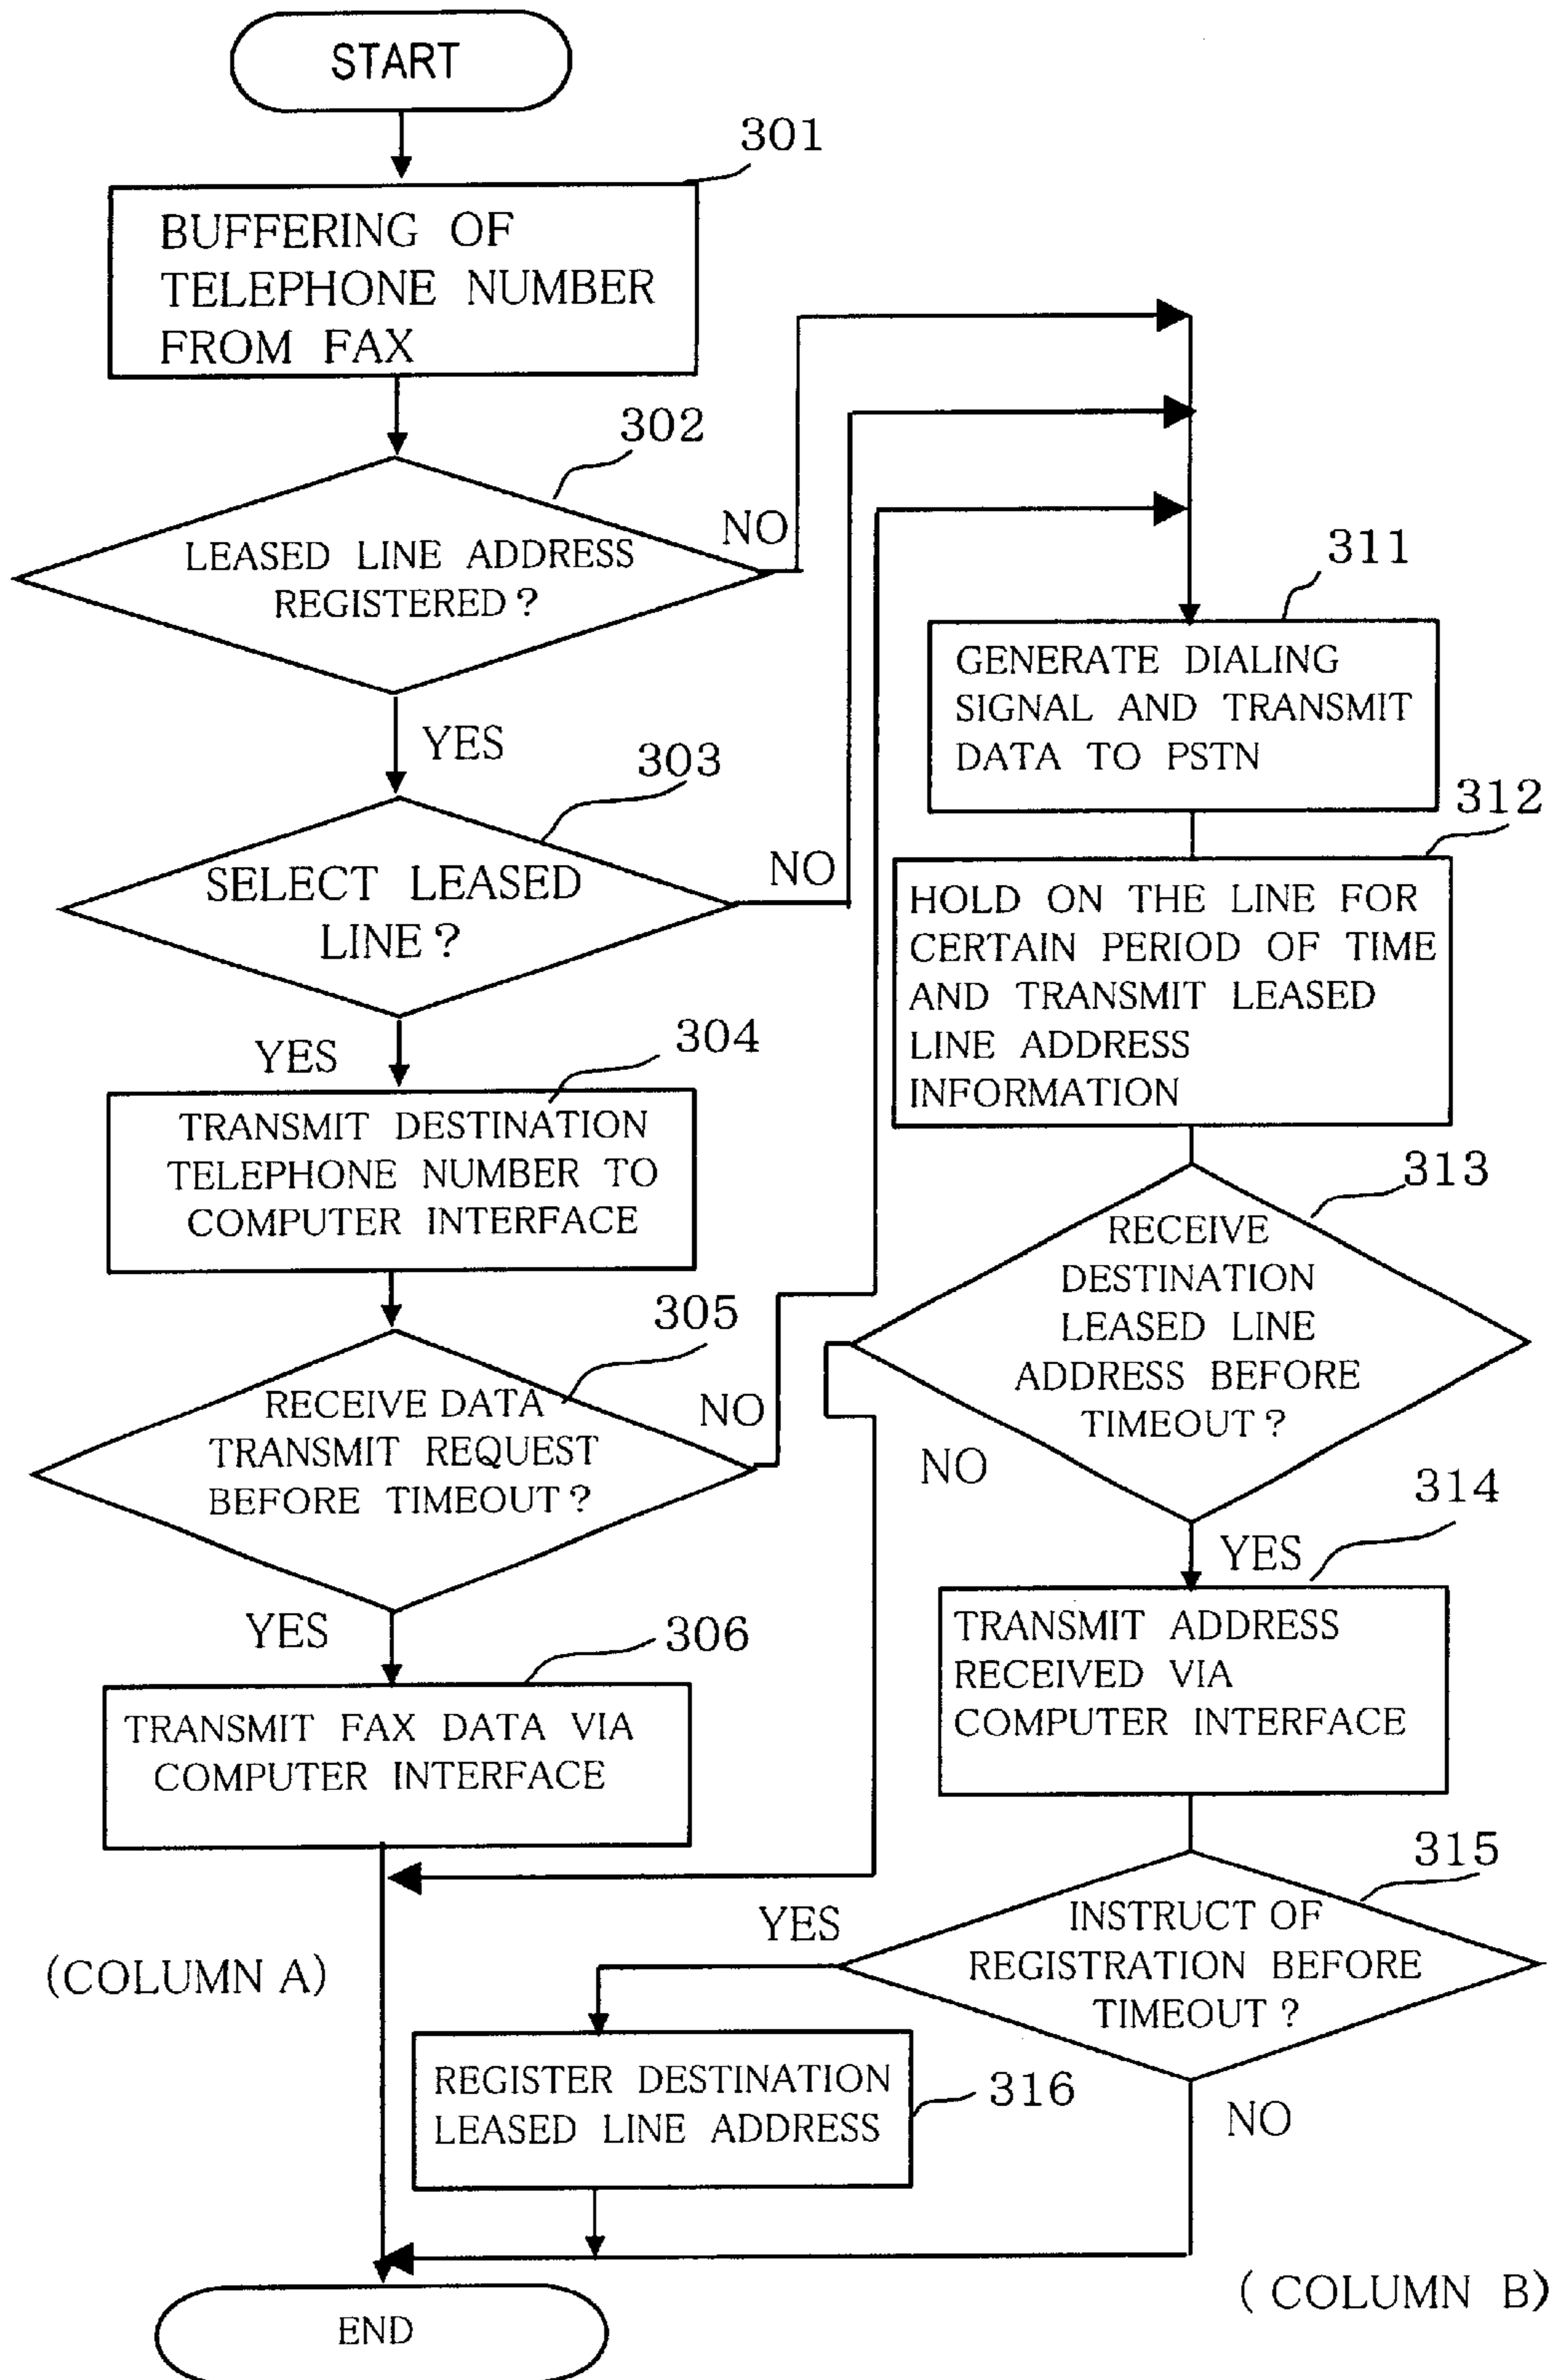 START
301
BUFFERING OF
TELEPHONE NUMBER
FROM FAX
302
LEASED LINE ADDRESS
REGISTERED?
NO
YES
303
SELECT LEASED
LINE?
NO
YES
304
TRANSMIT DESTINATION
TELEPHONE NUMBER TO
COMPUTER INTERFACE
305
RECEIVE DATA
TRANSMIT REQUEST
BEFORE TIMEOUT?
NO
YES
306
TRANSMIT FAX DATA VIA
COMPUTER INTERFACE
(COLUMN A)
311
GENERATE DIALING
SIGNAL AND TRANSMIT
DATA TO PSTN
312
HOLD ON THE LINE FOR
CERTAIN PERIOD OF TIME
AND TRANSMIT LEASED
LINE ADDRESS
INFORMATION
313
RECEIVE
DESTINATION
LEASED LINE
ADDRESS BEFORE
TIMEOUT?
NO
YES
314
TRANSMIT ADDRESS
RECEIVED VIA
COMPUTER INTERFACE
315
INSTRUCT OF
REGISTRATION BEFORE
TIMEOUT?
YES
NO
316
REGISTER DESTINATION
LEASED LINE ADDRESS
(COLUMN B)
END